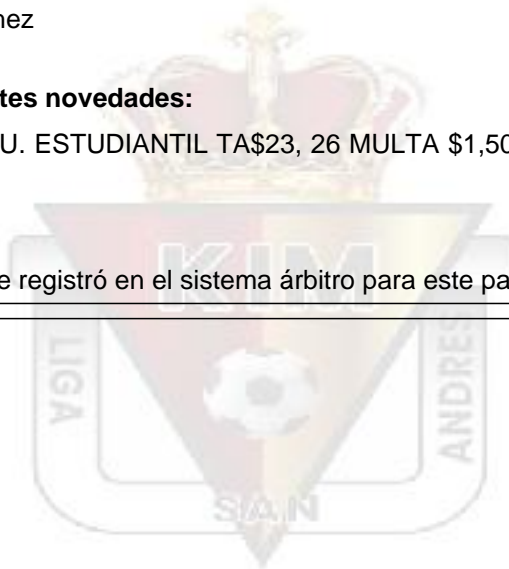 nez
tes novedades:
U. ESTUDIANTIL TA$23, 26 MULTA $1,50
e registró en el sistema árbitro para este pa
KIM
LIGA
ANDRES
SAN